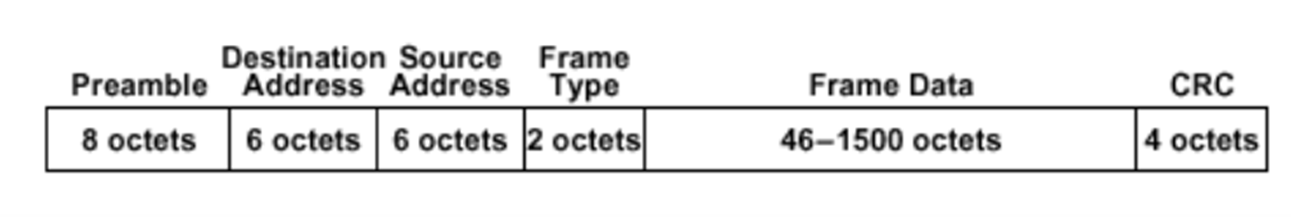 Destination Source Frame
Preamble Address Address Type Frame Data CRC
8 octets 6 octets 6 octets 2 octets 46–1500 octets 4 octets